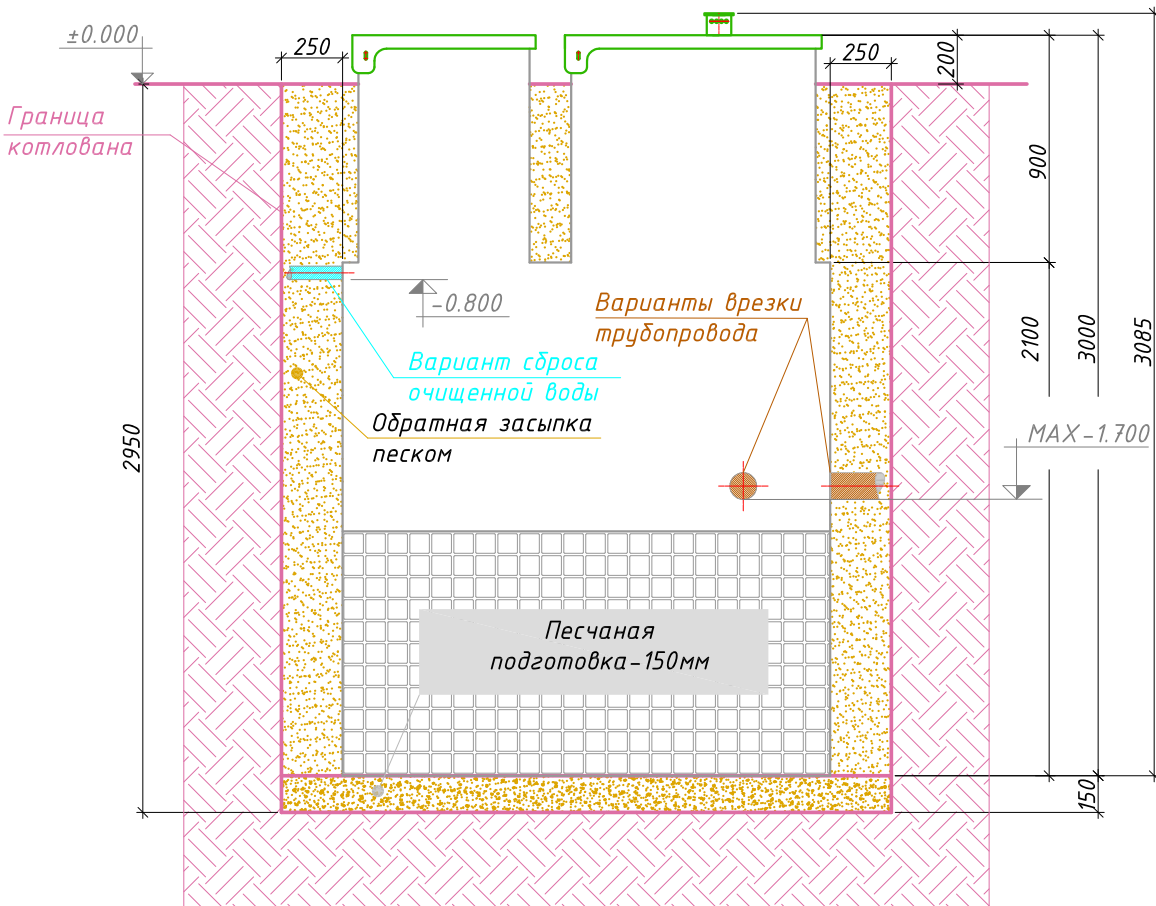 ±0.000
250
250
200
Граница
котлована
900
-0.800
Варианты врезки
трубопровода
2100
3000
3085
Вариант сброса
очищенной воды
Обратная засыпка
песком
2950
MAX-1.700
Песчаная
подготовка-150мм
150